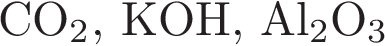 CO₂, KOH, Al₂O₃